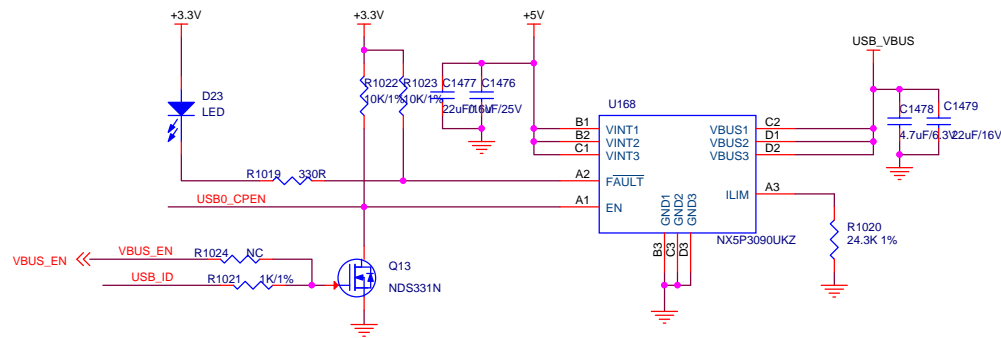 +3.3V
+3.3V
+5V
USB_VBUS
D23
LED
R1022
10K/1%
R1023
10K/1%
C1477
22uF/16V
C1476
0.1uF/25V
C1478
4.7uF/6.3V
C1479
22uF/16V
U168
B1
VINT1
VBUS1
C2
B2
VINT2
VBUS2
D1
C1
VINT3
VBUS3
D2
R1019
330R
A2
FAULT
ILIM
A3
USB0_CPEN
A1
EN
GND1
GND2
GND3
B3
C3
D3
NX5P3090UKZ
R1020
24.3K 1%
VBUS_EN
VBUS_EN
R1024
NC
USB_ID
R1021
1K/1%
Q13
NDS331N